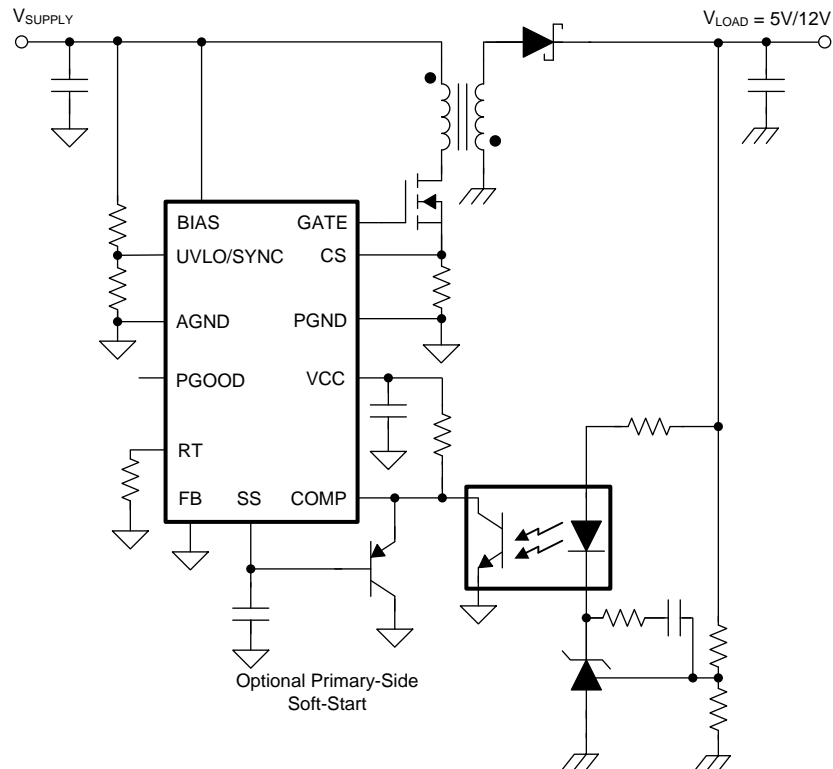 VSUPPLY
VLOAD = 5V/12V
BIAS
GATE
UVLO/SYNC
CS
AGND
PGND
PGOOD
VCC
RT
FB
SS
COMP
Optional Primary-Side
Soft-Start